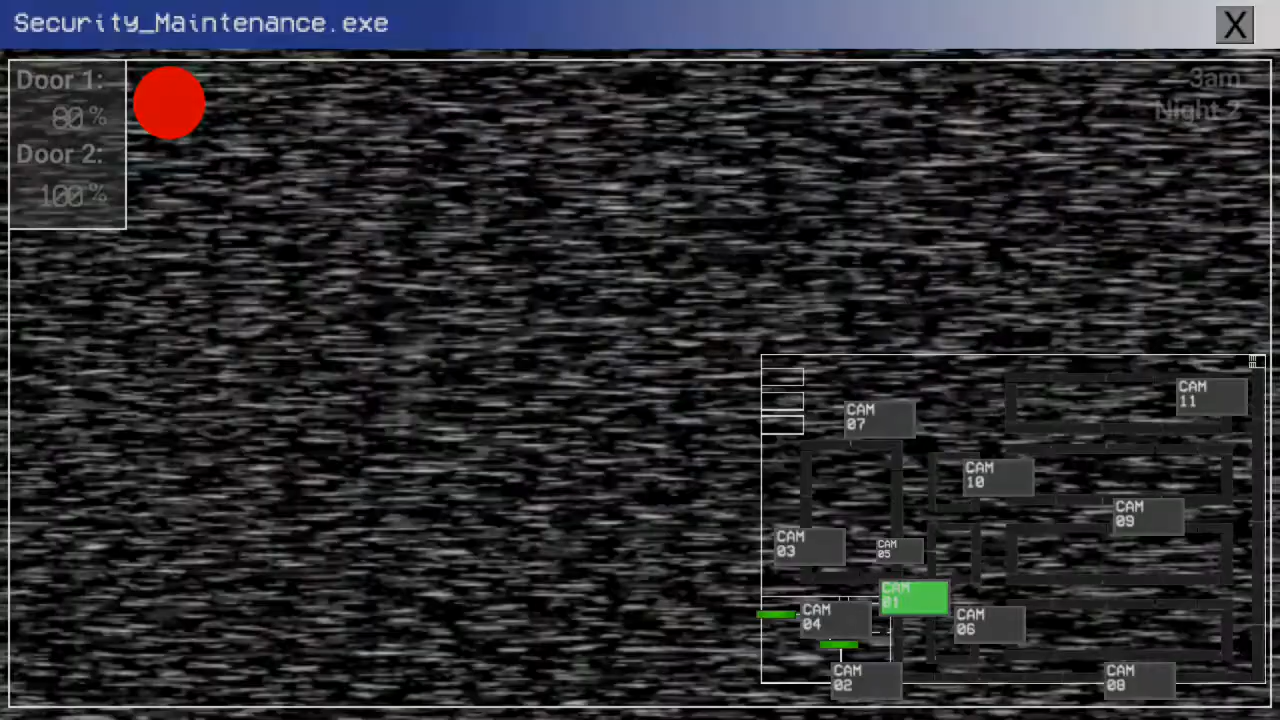 Security_Maintenance.exe
X
Door 1:
80%
Door 2:
100%
3am
Night 2
CAM
11
CAM
07
CAM
10
CAM
09
CAM
03
CAM
05
CAM
01
CAM
04
CAM
06
CAM
02
CAM
08